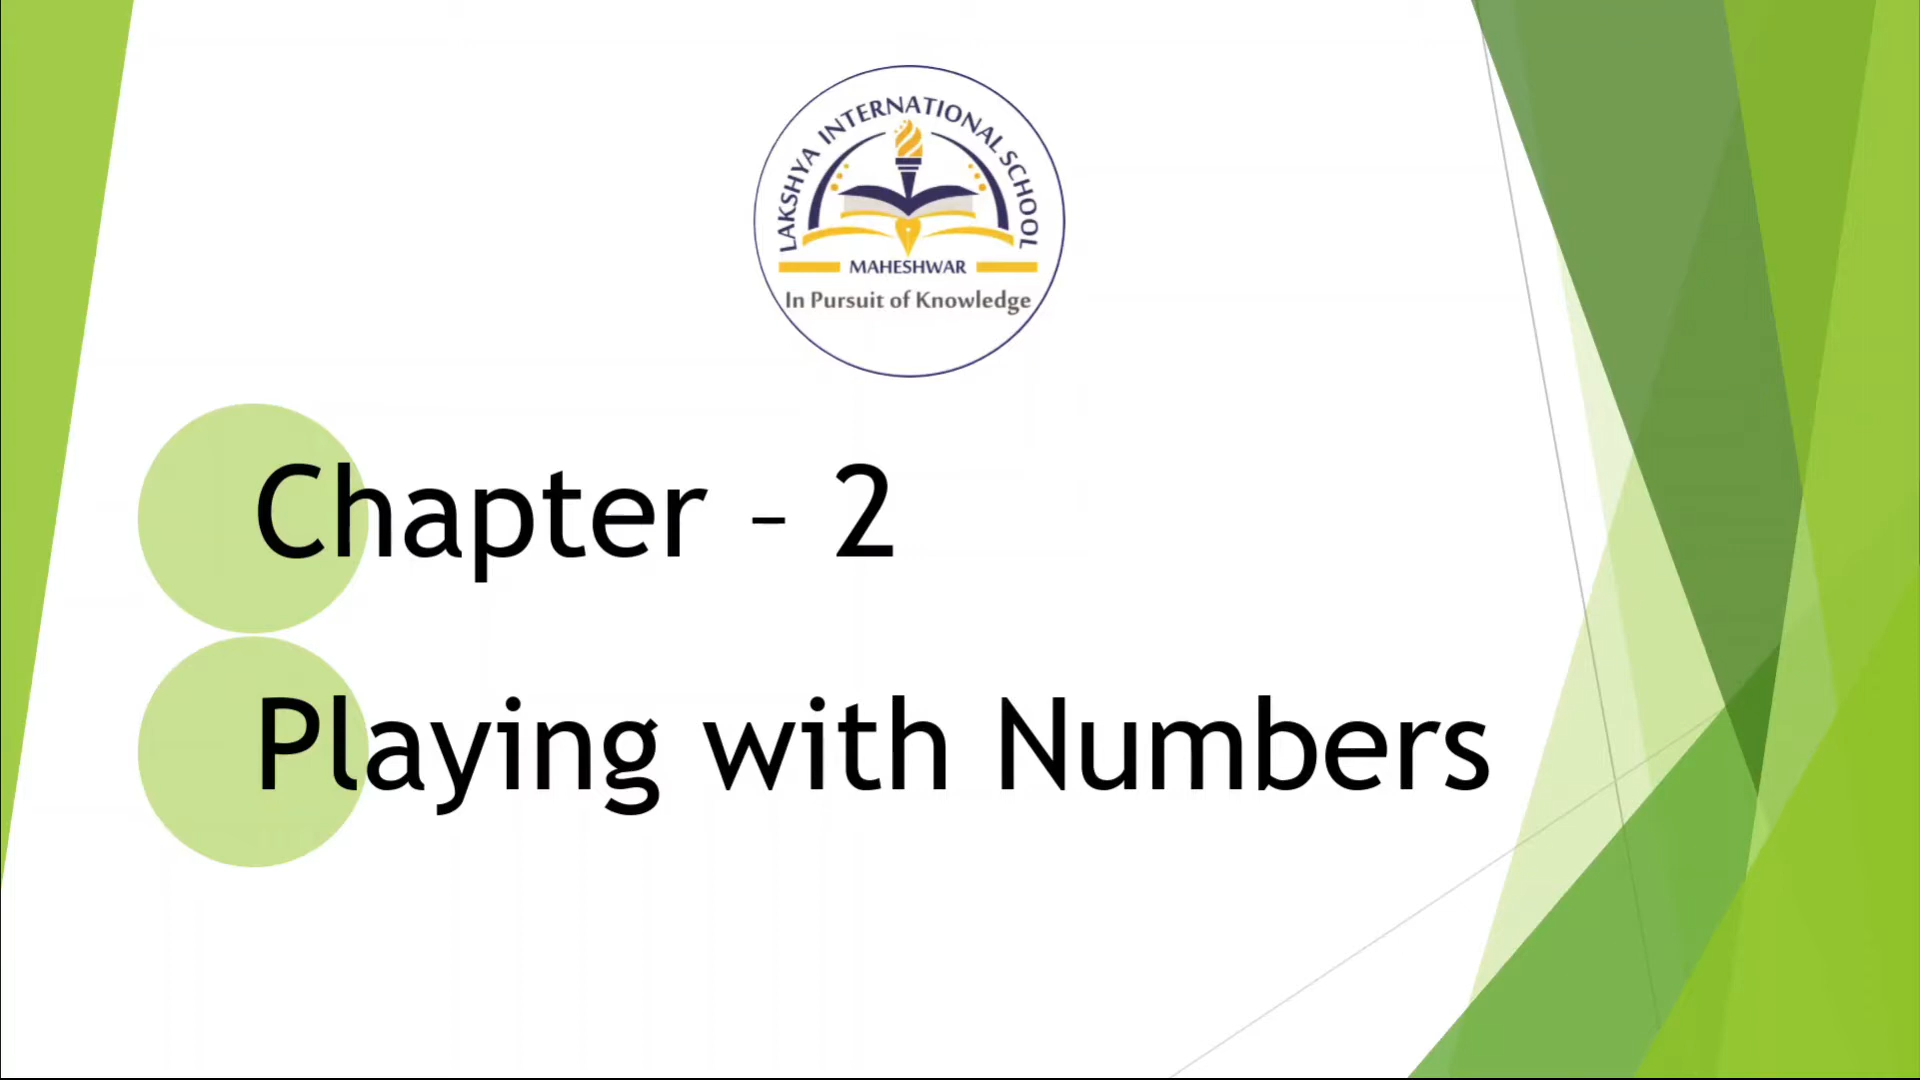 LAKSHYA INTERNATIONAL SCHOOL
MAHESHWAR
In Pursuit of Knowledge
Chapter – 2
Playing with Numbers